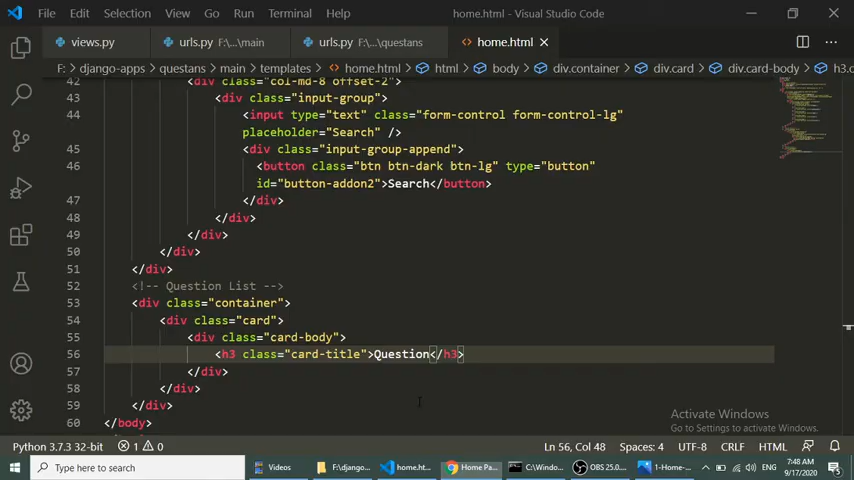 File Edit Selection View Go Run Terminal Help home.html - Visual Studio Code
views.py urls.py F:\...\main urls.py F:\...\questans home.html
F: > django-apps > questans > main > templates > home.html > html > body > div.container > div.card > div.card-body > h3.c
42 <div class="col-md-8 offset-2">
43 <div class="input-group">
44 <input type="text" class="form-control form-control-lg"
placeholder="Search" />
45 <div class="input-group-append">
46 <button class="btn btn-dark btn-lg" type="button"
id="button-addon2">Search</button>
47 </div>
48 </div>
49 </div>
50 </div>
51 </div>
52 <!-- Question List -->
53 <div class="container">
54 <div class="card">
55 <div class="card-body">
56 <h3 class="card-title">Question</h3>
57 </div>
58 </div>
59 </div>
60 </body>
Activate Windows
Go to Settings to activate Windows.
Python 3.7.3 32-bit 1 0 Ln 56, Col 48 Spaces: 4 UTF-8 CRLF HTML
Type here to search Videos F:\django... home.ht... Home Pa... C:\Windo... OBS 25.0.... 1-Home-... ENG 7:48 AM
9/17/2020 5